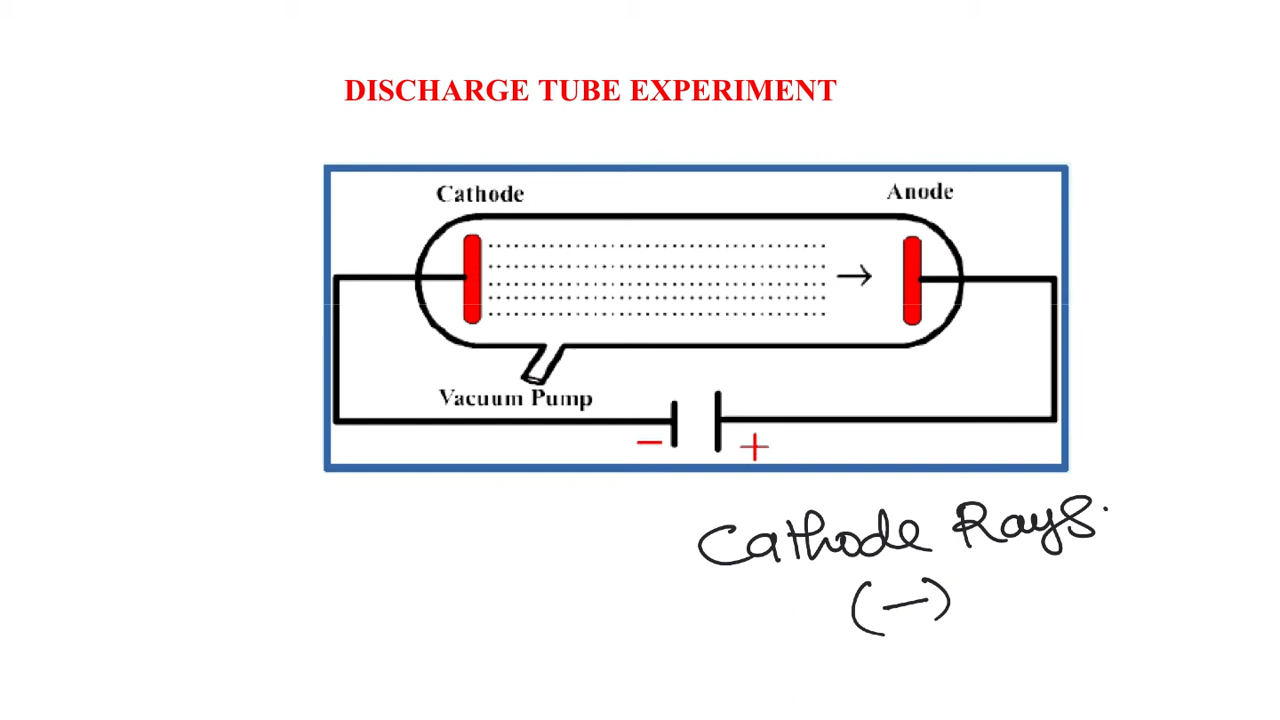 DISCHARGE TUBE EXPERIMENT
Cathode Anode
Vacuum Pump
− +
Cathode Rays.
(−)